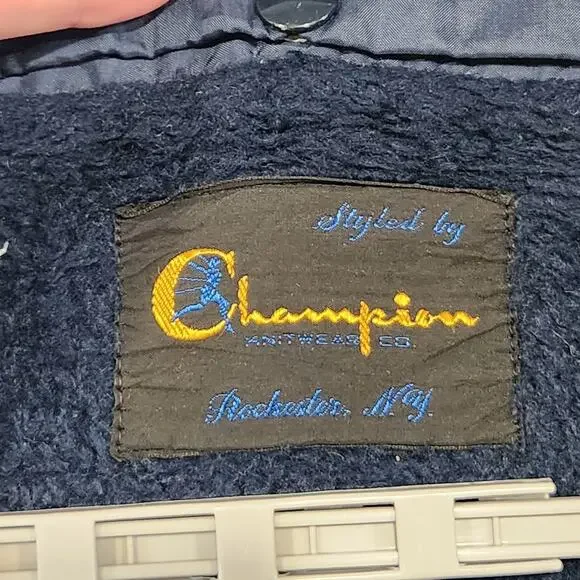 Styled by
Champion
KNITWEAR CO.
Rochester, N.Y.